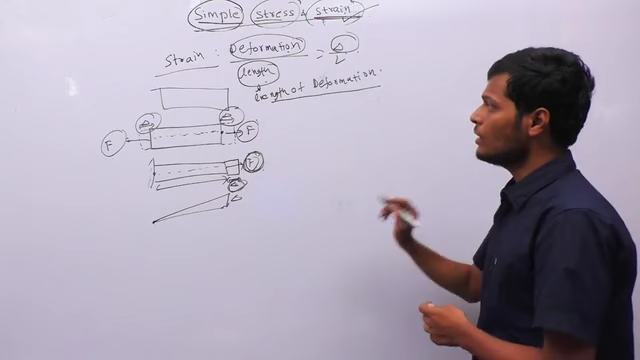 Simple stress & strain
Strain : Deformation = Δ
length L
Length of Deformation.
F F
F
Δ